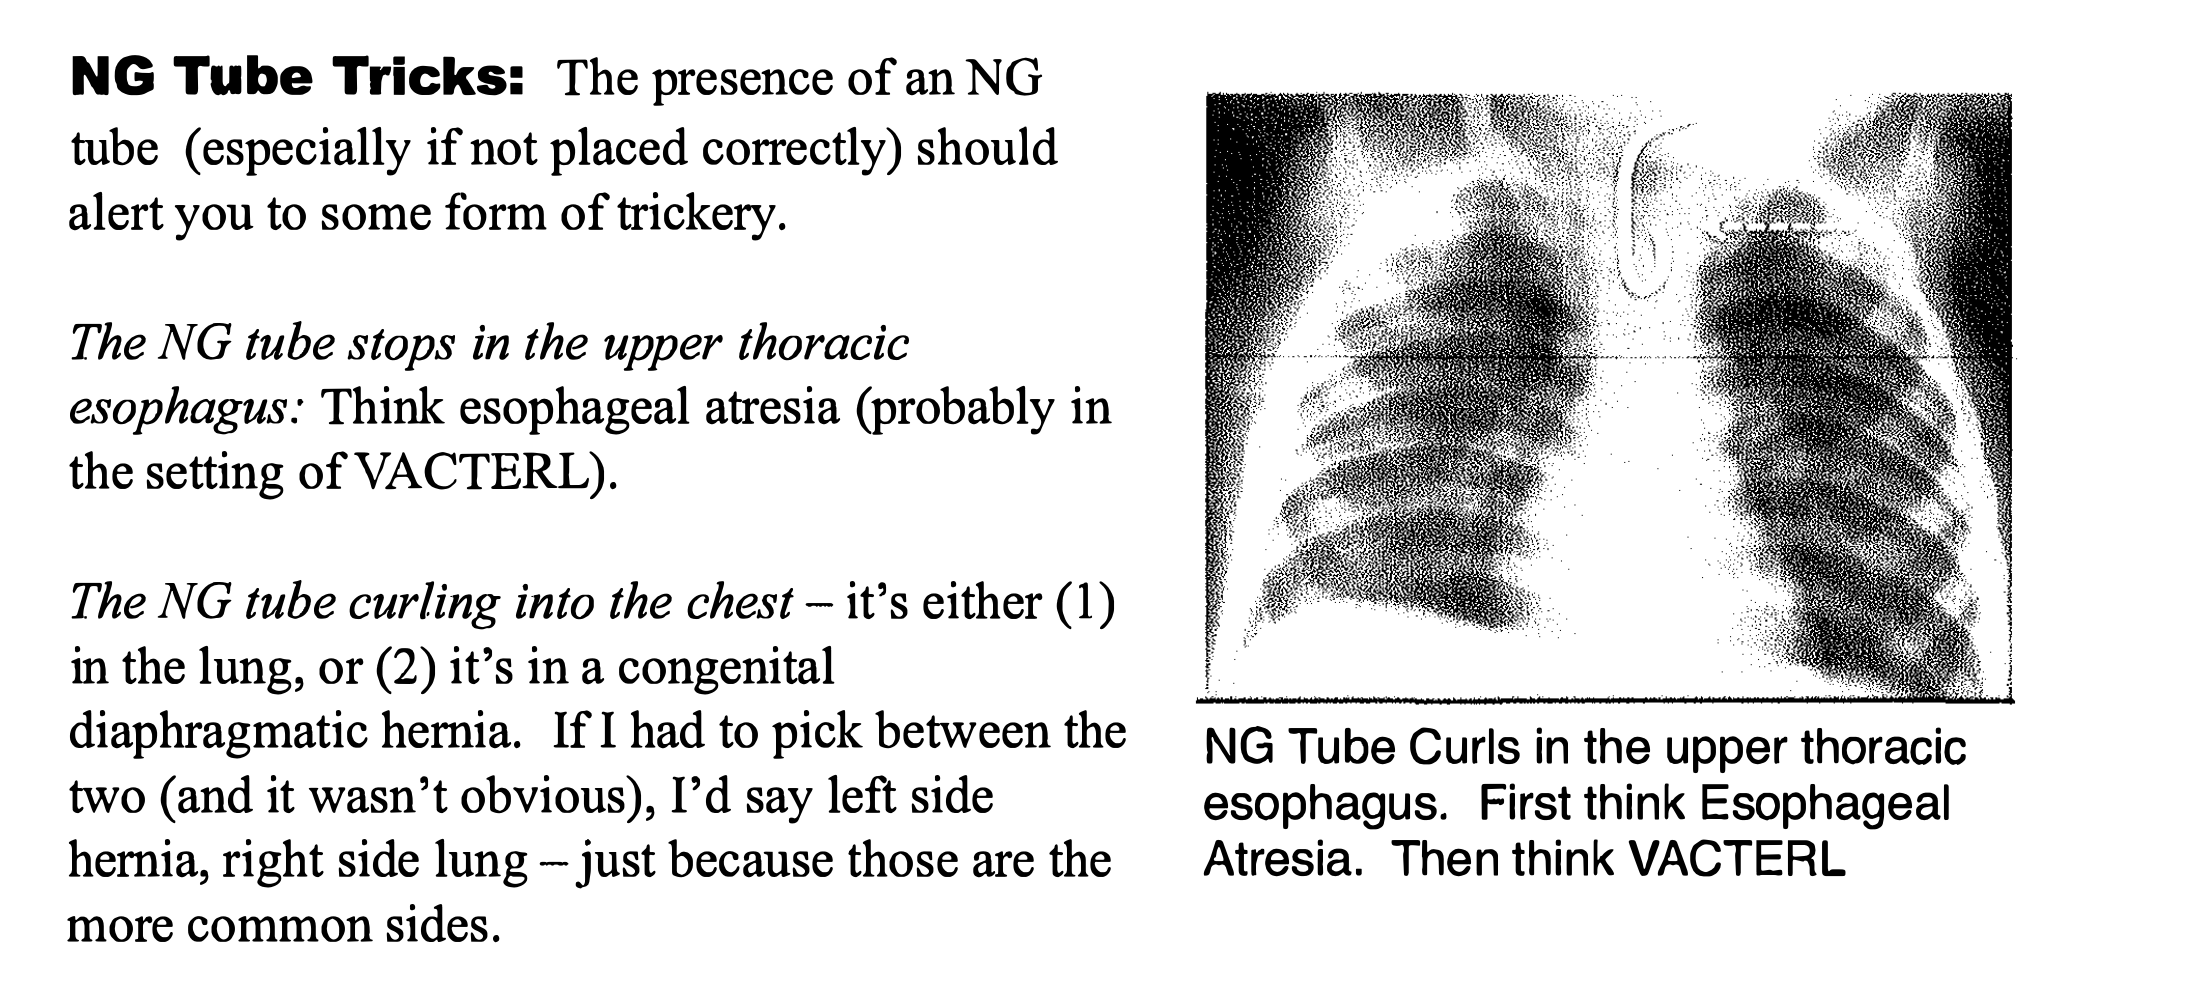 NG Tube Tricks: The presence of an NG
tube (especially if not placed correctly) should
alert you to some form of trickery.
The NG tube stops in the upper thoracic
esophagus: Think esophageal atresia (probably in
the setting of VACTERL).
The NG tube curling into the chest – it’s either (1)
in the lung, or (2) it’s in a congenital
diaphragmatic hernia. If I had to pick between the
two (and it wasn’t obvious), I’d say left side
hernia, right side lung – just because those are the
more common sides.
NG Tube Curls in the upper thoracic
esophagus. First think Esophageal
Atresia. Then think VACTERL